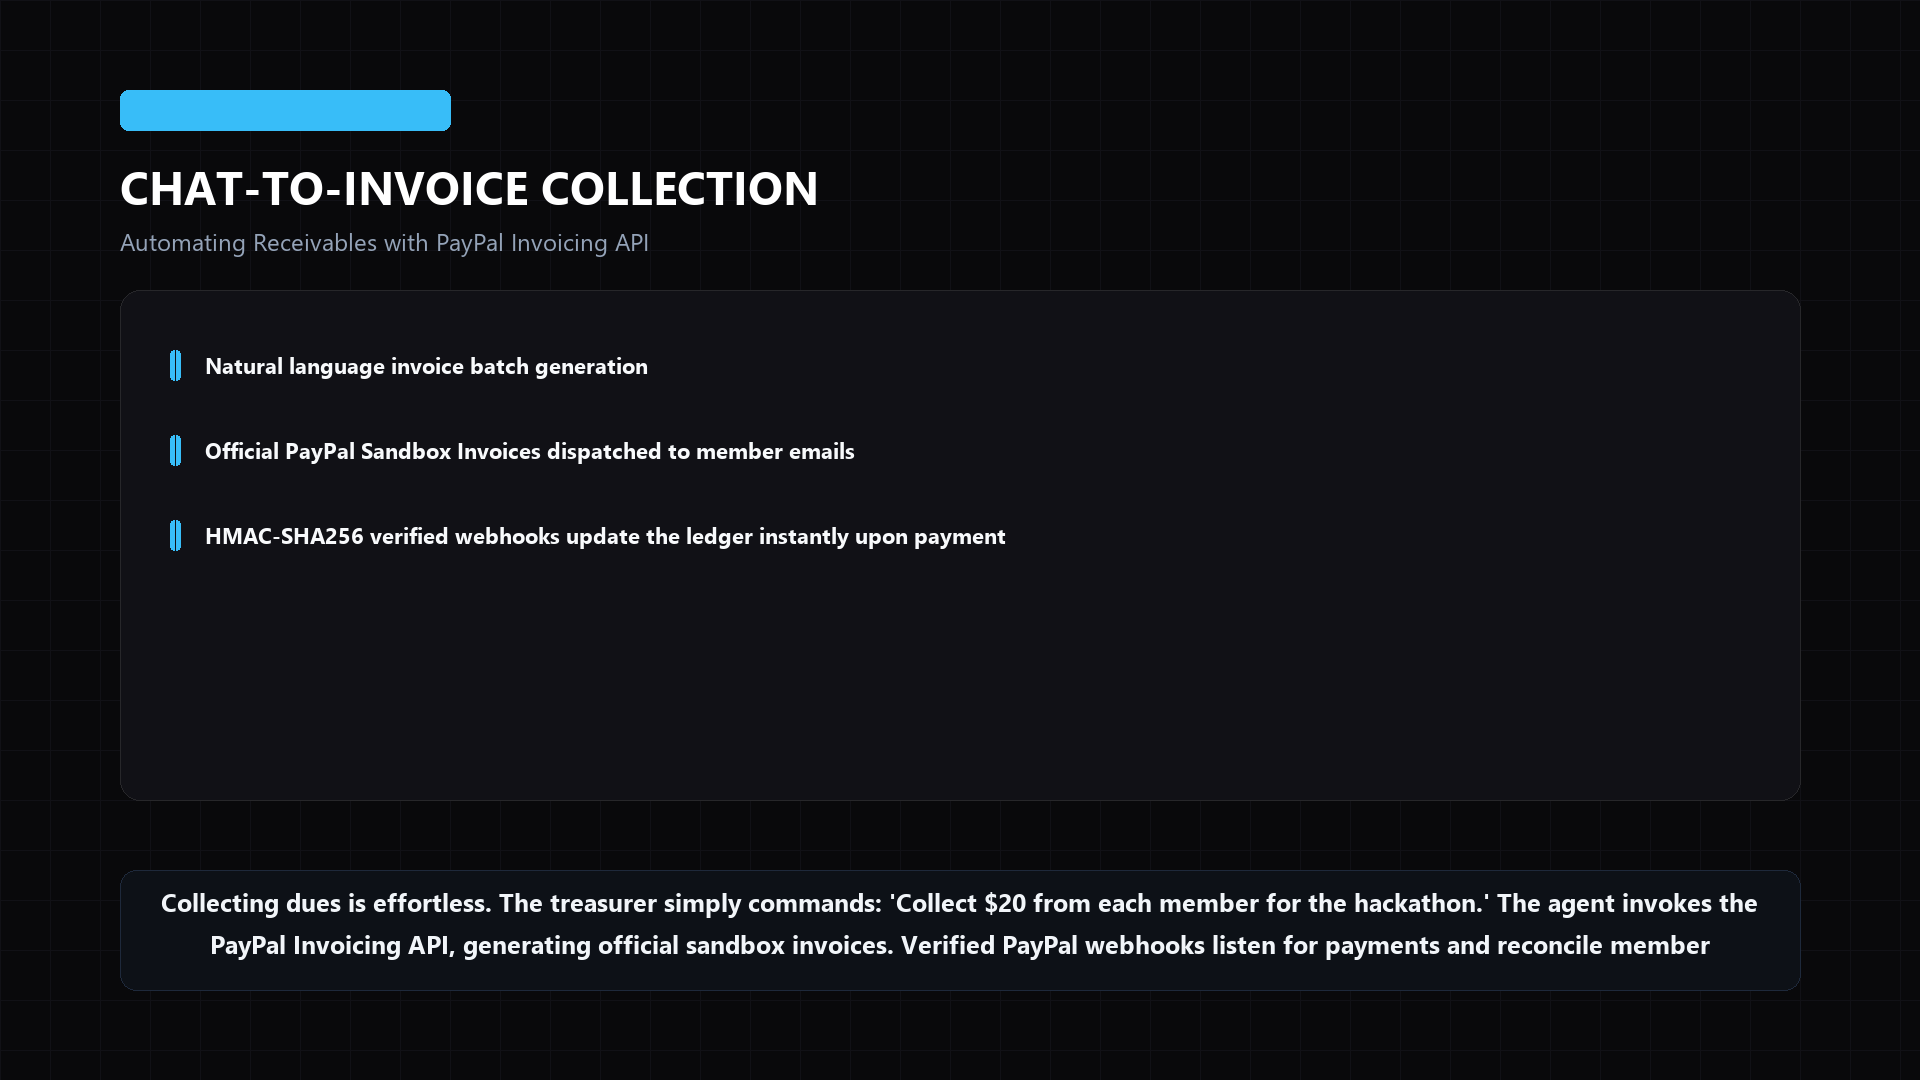 CHAT-TO-INVOICE COLLECTION
Automating Receivables with PayPal Invoicing API
Natural language invoice batch generation
Official PayPal Sandbox Invoices dispatched to member emails
HMAC-SHA256 verified webhooks update the ledger instantly upon payment
Collecting dues is effortless. The treasurer simply commands: 'Collect $20 from each member for the hackathon.' The agent invokes the
PayPal Invoicing API, generating official sandbox invoices. Verified PayPal webhooks listen for payments and reconcile member